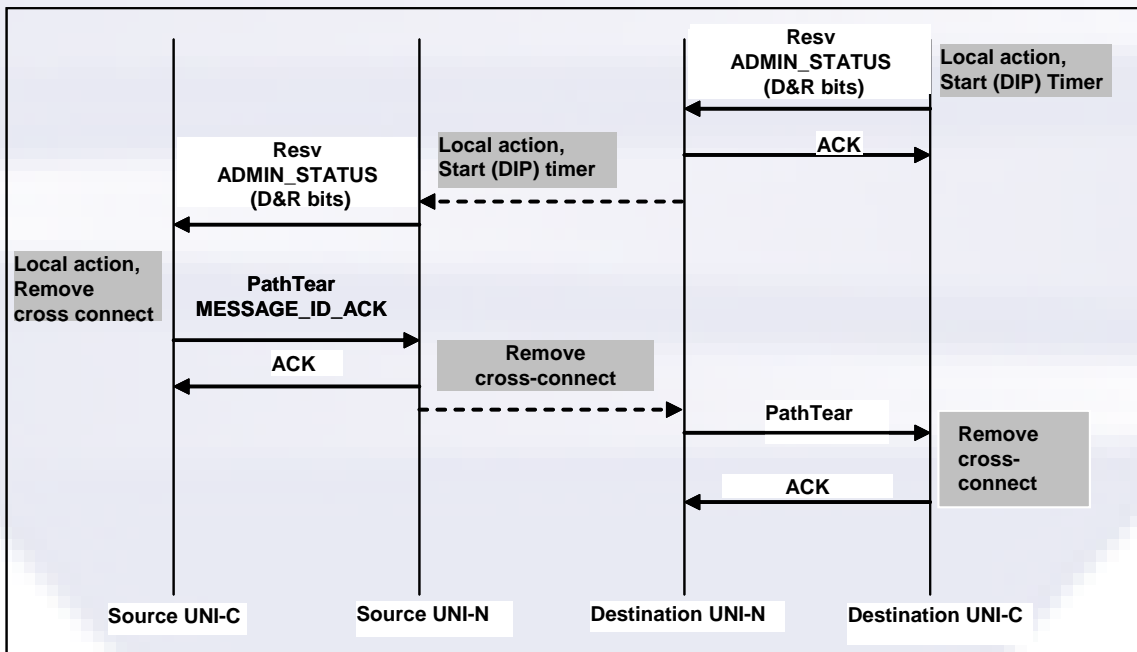 Resv
ADMIN_STATUS
(D&R bits)
Local action,
Start (DIP) Timer
ACK
Resv
ADMIN_STATUS
(D&R bits)
Local action,
Start (DIP) timer
Local action,
Remove
cross connect
PathTear
MESSAGE_ID_ACK
ACK
Remove
cross-connect
PathTear
Remove
cross-
connect
ACK
Source UNI-C
Source UNI-N
Destination UNI-N
Destination UNI-C